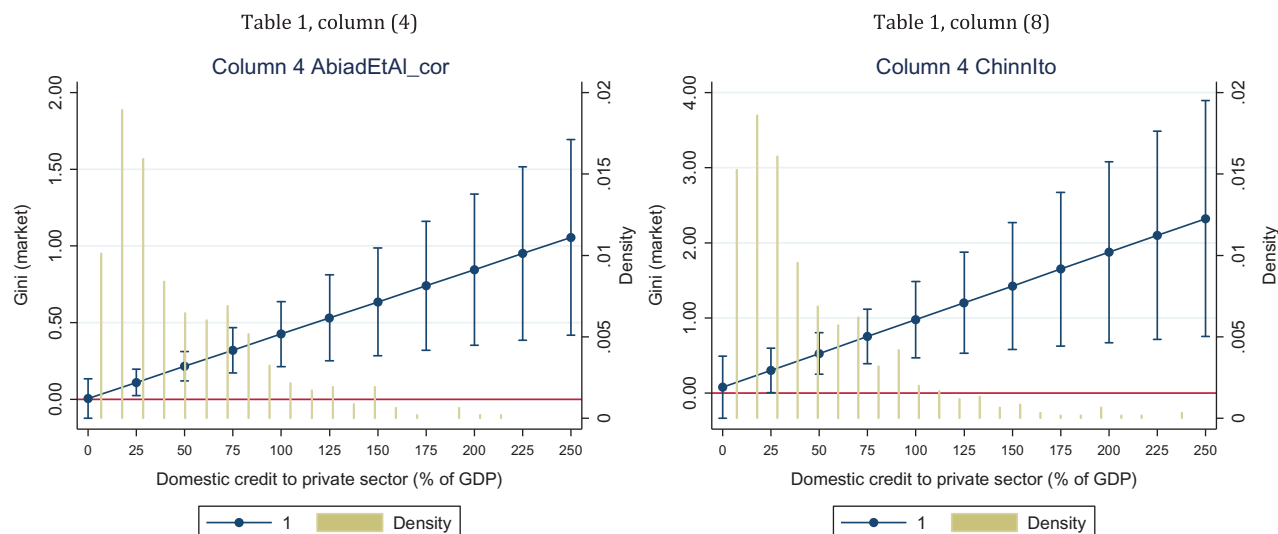 Table 1, column (4)
Column 4 AbiadEtAl_cor
2.00
1.50
1.00
0.50
0.00
Gini (market)
.02
.015
.01
.005
0
Density
0 25 50 75 100 125 150 175 200 225 250
Domestic credit to private sector (% of GDP)
1 Density
Table 1, column (8)
Column 4 ChinnIto
4.00
3.00
2.00
1.00
0.00
Gini (market)
.02
.015
.01
.005
0
Density
0 25 50 75 100 125 150 175 200 225 250
Domestic credit to private sector (% of GDP)
1 Density